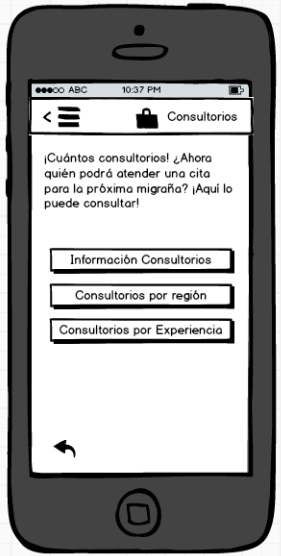 ABC 10:37 PM
Consultorios
¡Cuántos consultorios! ¿Ahora
quién podrá atender una cita
para la próxima migraña? ¡Aquí lo
puede consultar!
Información Consultorios
Consultorios por región
Consultorios por Experiencia